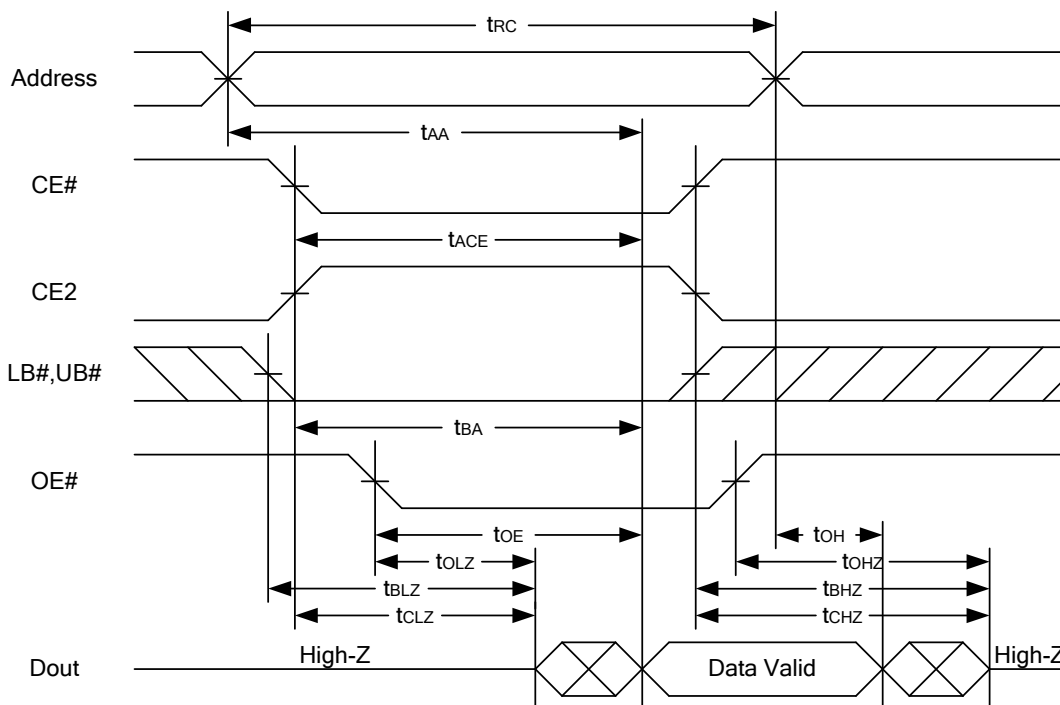 tRC
Address
tAA
CE#
tACE
CE2
LB#,UB#
tBA
OE#
tOE
tOH
tOLZ
tOHZ
tBLZ
tBHZ
tCLZ
tCHZ
Dout
High-Z
Data Valid
High-Z